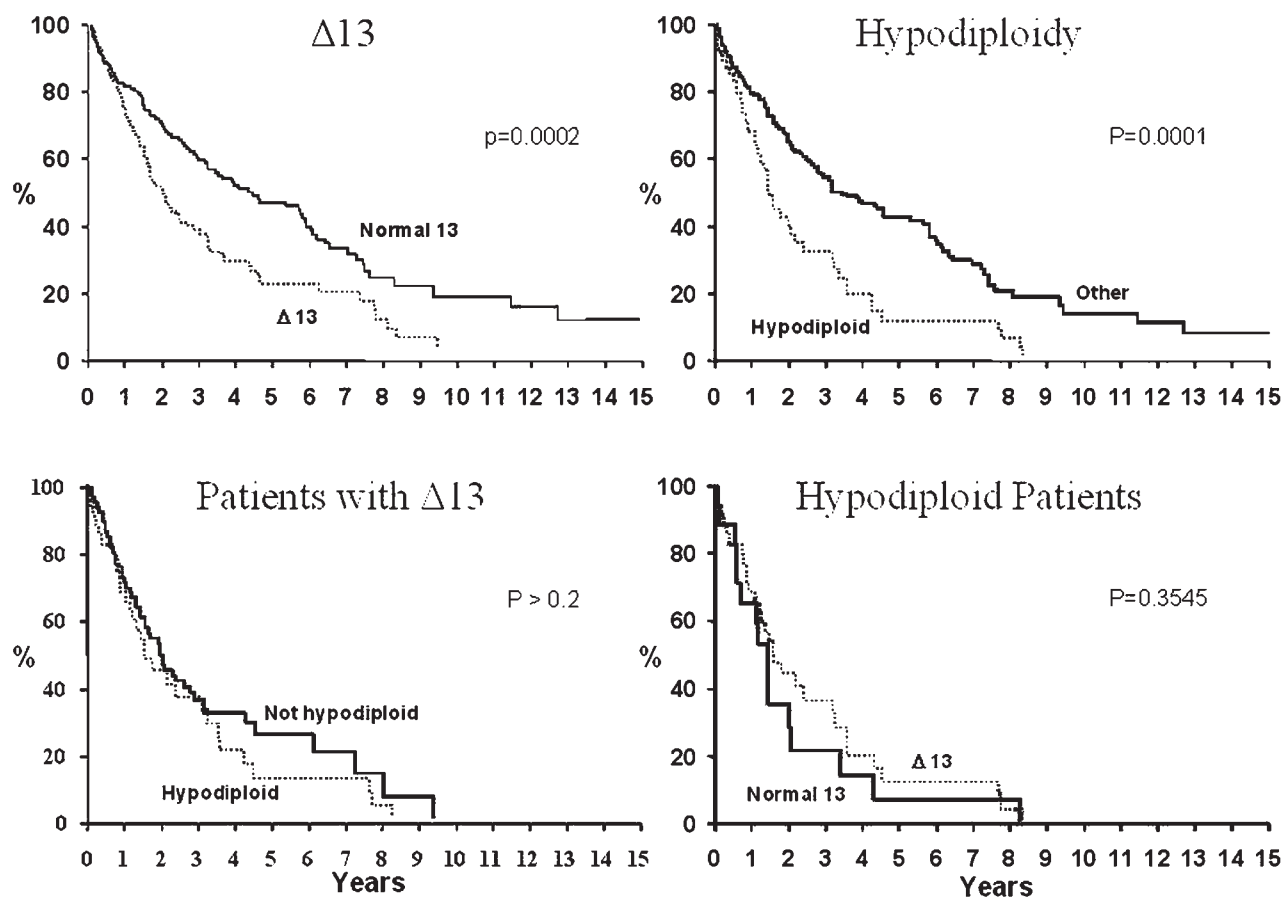 Δ13
100
80
60
%
40
20
0
p=0.0002
Normal 13
Δ 13
0 1 2 3 4 5 6 7 8 9 10 11 12 13 14 15
Hypodiploidy
100
80
60
%
40
20
0
P=0.0001
Other
Hypodiploid
0 1 2 3 4 5 6 7 8 9 10 11 12 13 14 15
Patients with Δ13
100
80
60
%
40
20
0
P > 0.2
Not hypodiploid
Hypodiploid
0 1 2 3 4 5 6 7 8 9 10 11 12 13 14 15
Years
Hypodiploid Patients
100
80
60
%
40
20
0
P=0.3545
Δ 13
Normal 13
0 1 2 3 4 5 6 7 8 9 10 11 12 13 14 15
Years